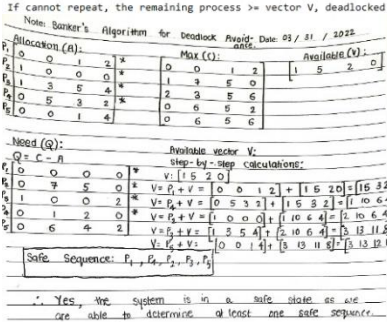 If cannot repeat, the remaining process >= vector V, deadlocked
Note: Banker's Algorithm for Deadlock Avoidance. Date: 03 / 31 / 2022
Allocation (A): Max (C): Available (V):
P₁ 0 0 1 2 * 0 0 1 2 [1 5 2 0]
P₂ 1 0 0 0 * 1 7 5 0
P₃ 1 3 5 4 * 2 3 5 6
P₄ 0 5 3 2 * 0 6 5 2
P₅ 0 0 1 4 0 6 5 6
Need (Q): Available vector V:
Q = C - A step-by-step calculations:
P₁ 0 0 0 0 * V: [1 5 2 0]
P₂ 0 7 5 0 * V = P₁ + V = [0 0 1 2] + [1 5 2 0] = [1 5 3 2
P₃ 1 0 0 2 * V = P₄ + V = [0 5 3 2] + [1 5 3 2] = [1 10 6
P₄ 0 1 2 0 * V = P₂ + V = [1 0 0 0] + [1 10 6 4] = [2 10 6 4
P₅ 0 6 4 2 V = P₃ + V = [1 3 5 4] + [2 10 6 4] = [3 13 11 8
V = P₅ + V = [0 0 1 4] + [3 13 11 8] = [3 13 12
Safe Sequence: P₁, P₄, P₂, P₃, P₅
∴ Yes, the system is in a safe state as we
are able to determine at least one safe sequence.